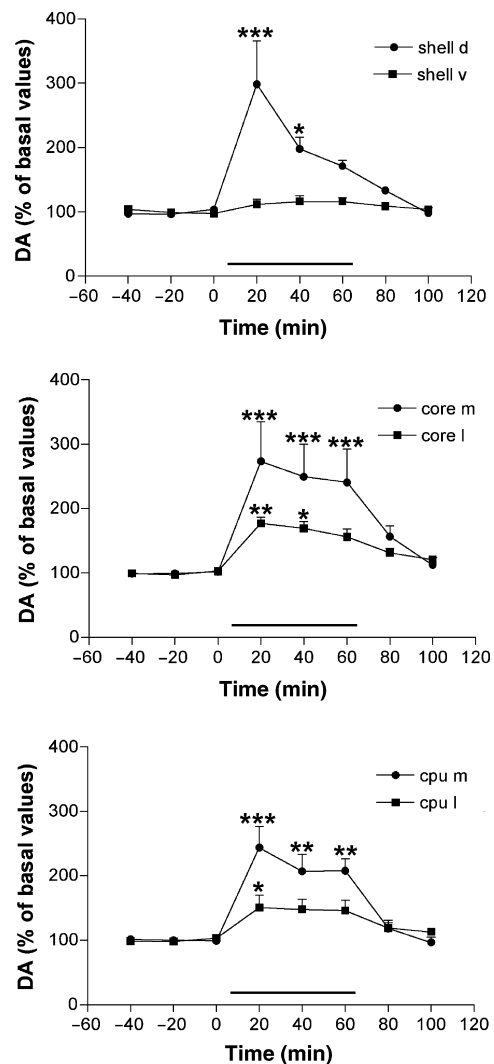 400
***
shell d
shell v
300
*
200
100
0
DA (% of basal values)
−60 −40 −20 0 20 40 60 80 100 120
Time (min)
400
***
core m
core l
*** ***
300
** *
200
100
0
DA (% of basal values)
−60 −40 −20 0 20 40 60 80 100 120
Time (min)
400
cpu m
cpu l
***
300
** **
*
200
100
0
DA (% of basal values)
−60 −40 −20 0 20 40 60 80 100 120
Time (min)